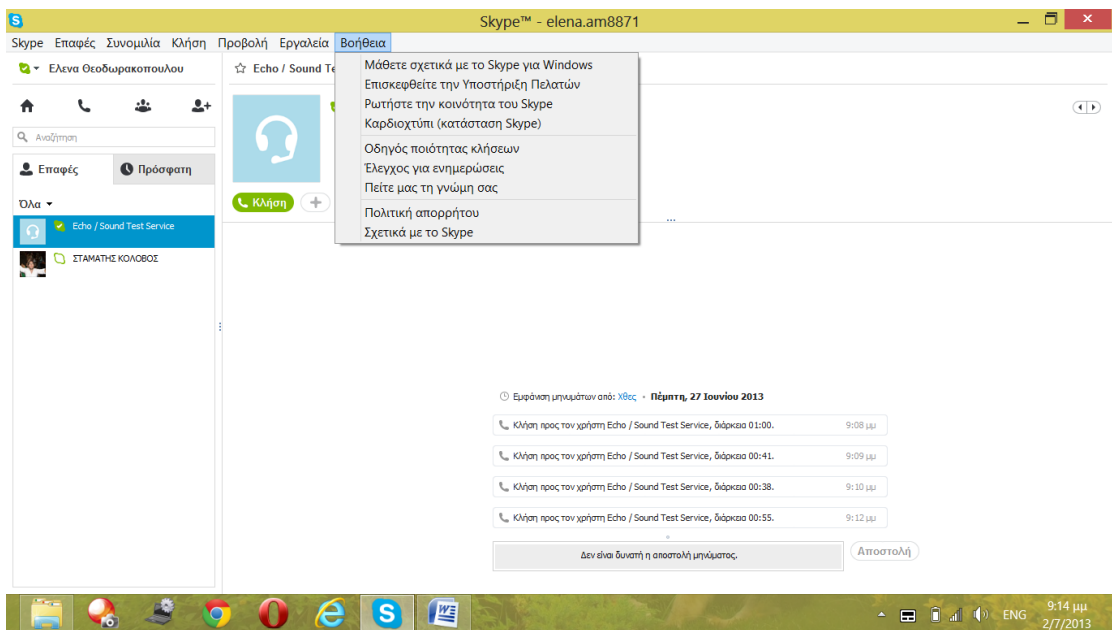 Skype™ - elena.am8871
Skype Επαφές Συνομιλία Κλήση Προβολή Εργαλεία Βοήθεια
Ελενα Θεοδωρακοπουλου
Echo / Sound Te
Μάθετε σχετικά με το Skype για Windows
Επισκεφθείτε την Υποστήριξη Πελατών
Ρωτήστε την κοινότητα του Skype
Καρδιοχτύπι (κατάσταση Skype)
Οδηγός ποιότητας κλήσεων
Έλεγχος για ενημερώσεις
Πείτε μας τη γνώμη σας
Πολιτική απορρήτου
Σχετικά με το Skype
Αναζήτηση
Επαφές Πρόσφατη
Όλα
Echo / Sound Test Service
ΣΤΑΜΑΤΗΣ ΚΟΛΟΒΟΣ
Κλήση
Εμφάνιση μηνυμάτων από: Χθες • Πέμπτη, 27 Ιουνίου 2013
Κλήση προς τον χρήστη Echo / Sound Test Service, διάρκεια 01:00. 9:08 μμ
Κλήση προς τον χρήστη Echo / Sound Test Service, διάρκεια 00:41. 9:09 μμ
Κλήση προς τον χρήστη Echo / Sound Test Service, διάρκεια 00:38. 9:10 μμ
Κλήση προς τον χρήστη Echo / Sound Test Service, διάρκεια 00:55. 9:12 μμ
Δεν είναι δυνατή η αποστολή μηνύματος. Αποστολή
ENG 9:14 μμ
2/7/2013